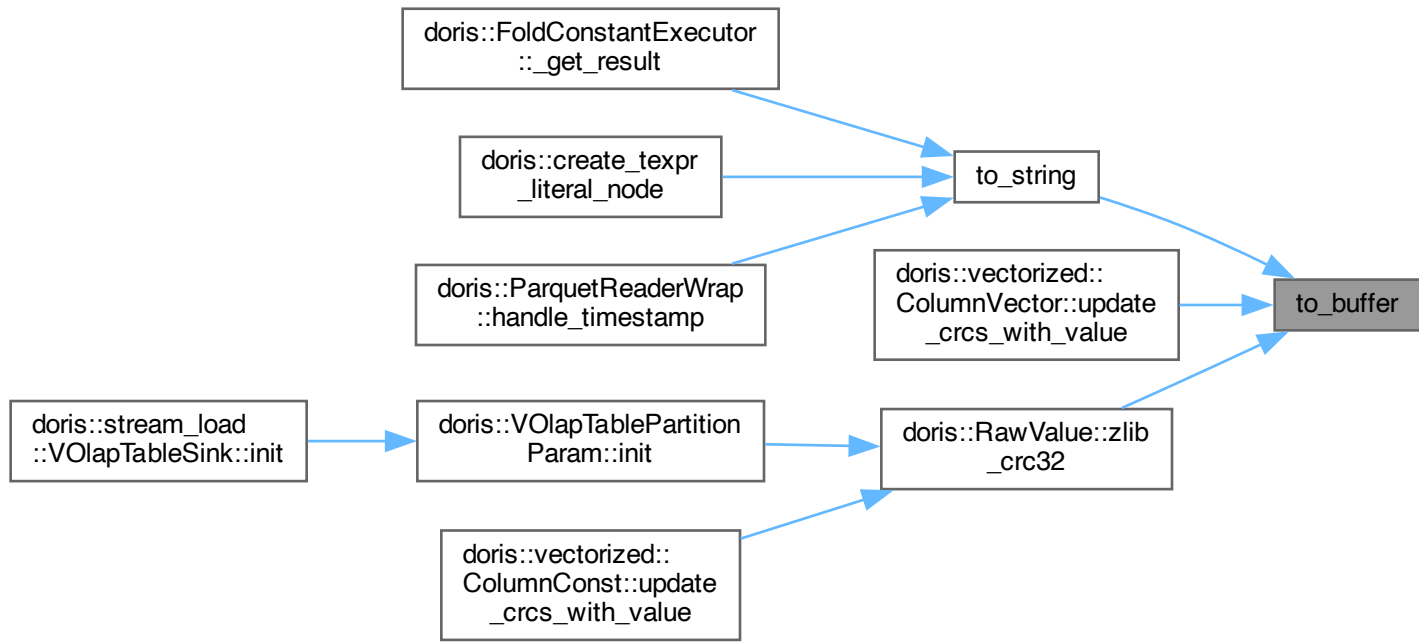 doris::FoldConstantExecutor
::_get_result
doris::create_texpr
_literal_node
to_string
doris::ParquetReaderWrap
::handle_timestamp
doris::vectorized::
ColumnVector::update
_crcs_with_value
to_buffer
doris::stream_load
::VOlapTableSink::init
doris::VOlapTablePartition
Param::init
doris::RawValue::zlib
_crc32
doris::vectorized::
ColumnConst::update
_crcs_with_value